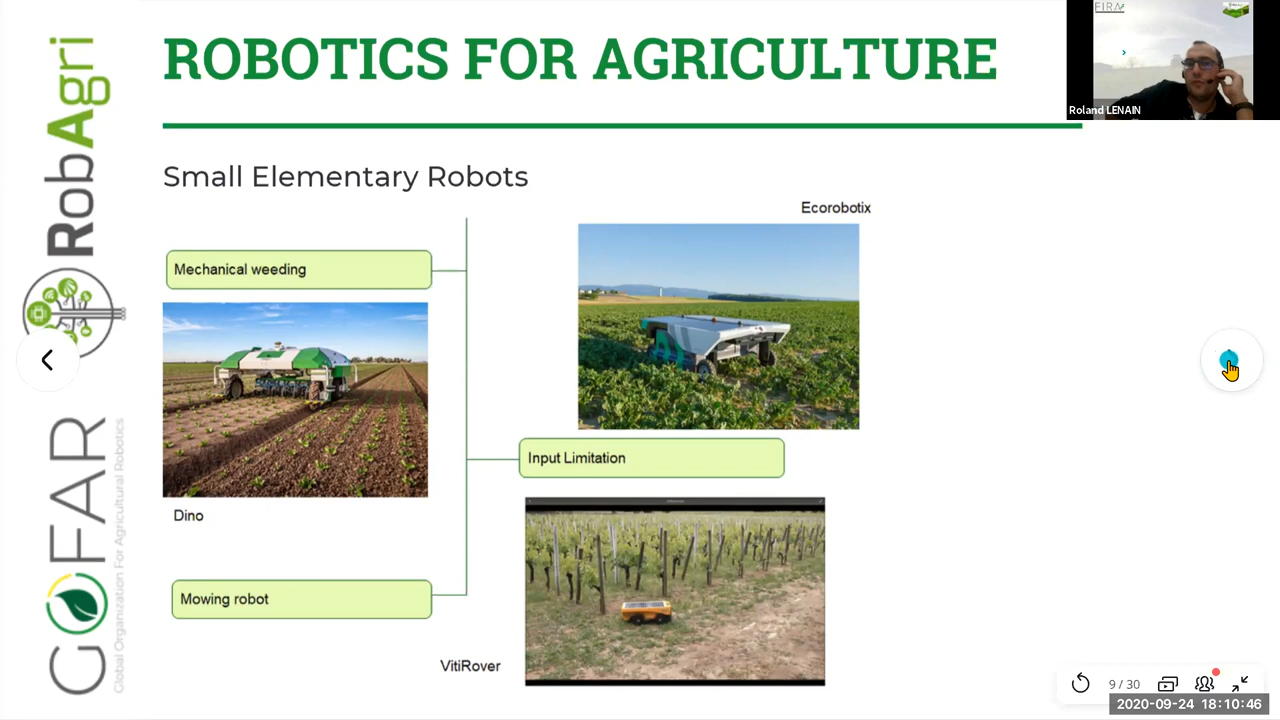 ROBOTICS FOR AGRICULTURE
FIRA
Roland LENAIN
RobAgri
Small Elementary Robots
Ecorobotix
Mechanical weeding
Input Limitation
Dino
Mowing robot
VitiRover
GOFAR
Global Organization For Agricultural Robotics
9 / 30
2020-09-24 18:10:46